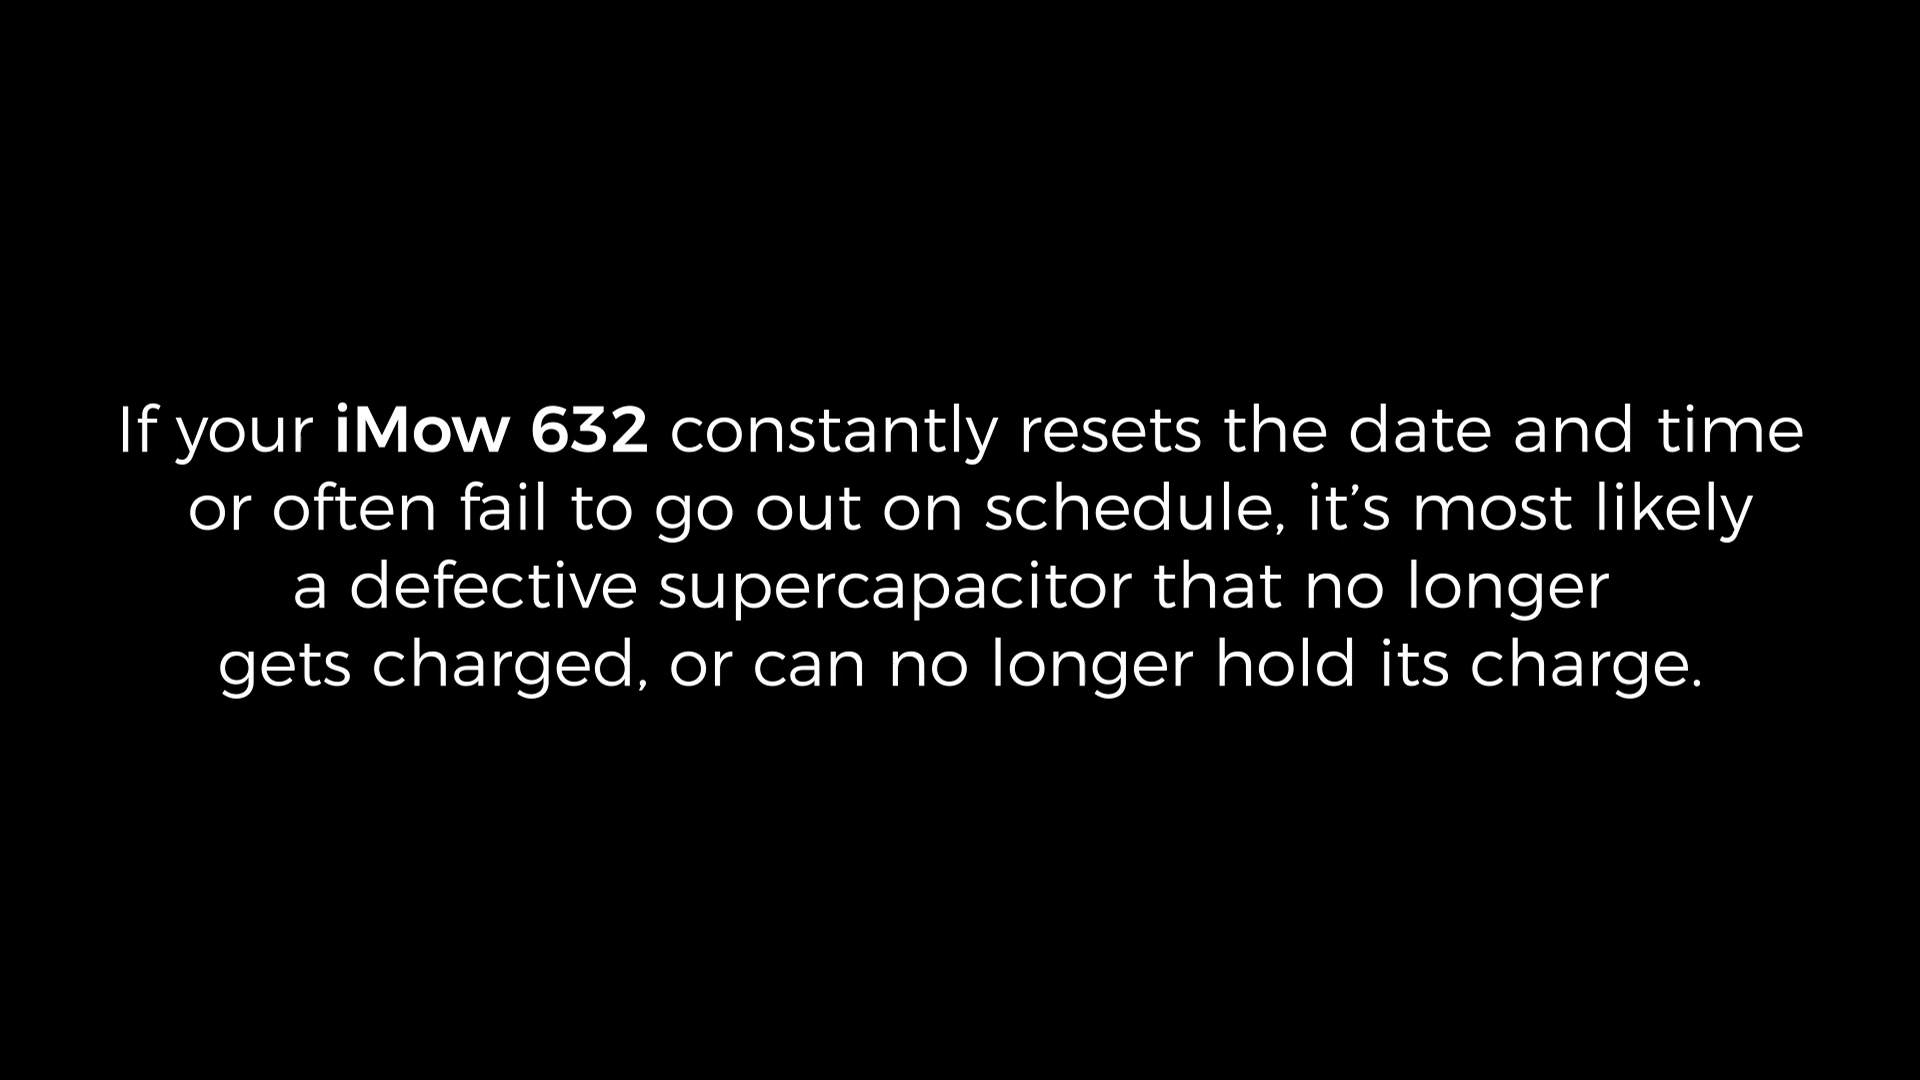 If your iMow 632 constantly resets the date and time
or often fail to go out on schedule, it’s most likely
a defective supercapacitor that no longer
gets charged, or can no longer hold its charge.